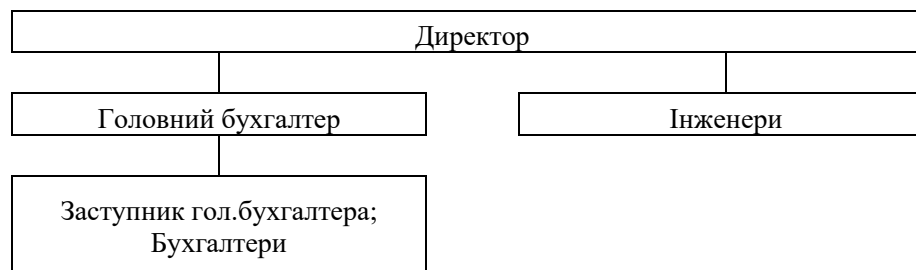 Директор
Головний бухгалтер
Інженери
Заступник гол.бухгалтера;
Бухгалтери